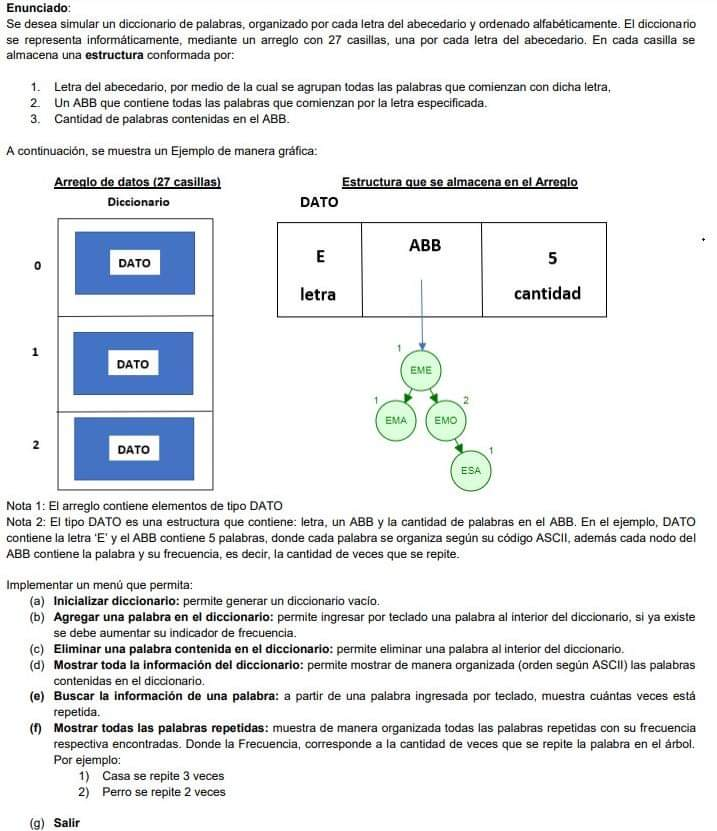 Enunciado:
Se desea simular un diccionario de palabras, organizado por cada letra del abecedario y ordenado alfabéticamente. El diccionario
se representa informáticamente, mediante un arreglo con 27 casillas, una por cada letra del abecedario. En cada casilla se
almacena una estructura conformada por:
1. Letra del abecedario, por medio de la cual se agrupan todas las palabras que comienzan con dicha letra,
2. Un ABB que contiene todas las palabras que comienzan por la letra especificada.
3. Cantidad de palabras contenidas en el ABB.
A continuación, se muestra un Ejemplo de manera gráfica:
Arreglo de datos (27 casillas)
Diccionario
0
DATO
1
DATO
2
DATO
Estructura que se almacena en el Arreglo
DATO
E
letra
ABB
5
cantidad
1
EME
1
EMA
2
EMO
1
ESA
Nota 1: El arreglo contiene elementos de tipo DATO
Nota 2: El tipo DATO es una estructura que contiene: letra, un ABB y la cantidad de palabras en el ABB. En el ejemplo, DATO
contiene la letra ‘E’ y el ABB contiene 5 palabras, donde cada palabra se organiza según su código ASCII, además cada nodo del
ABB contiene la palabra y su frecuencia, es decir, la cantidad de veces que se repite.
Implementar un menú que permita:
(a) Inicializar diccionario: permite generar un diccionario vacío.
(b) Agregar una palabra en el diccionario: permite ingresar por teclado una palabra al interior del diccionario, si ya existe
se debe aumentar su indicador de frecuencia.
(c) Eliminar una palabra contenida en el diccionario: permite eliminar una palabra al interior del diccionario.
(d) Mostrar toda la información del diccionario: permite mostrar de manera organizada (orden según ASCII) las palabras
contenidas en el diccionario.
(e) Buscar la información de una palabra: a partir de una palabra ingresada por teclado, muestra cuántas veces está
repetida.
(f) Mostrar todas las palabras repetidas: muestra de manera organizada todas las palabras repetidas con su frecuencia
respectiva encontradas. Donde la Frecuencia, corresponde a la cantidad de veces que se repite la palabra en el árbol.
Por ejemplo:
1) Casa se repite 3 veces
2) Perro se repite 2 veces
(g) Salir